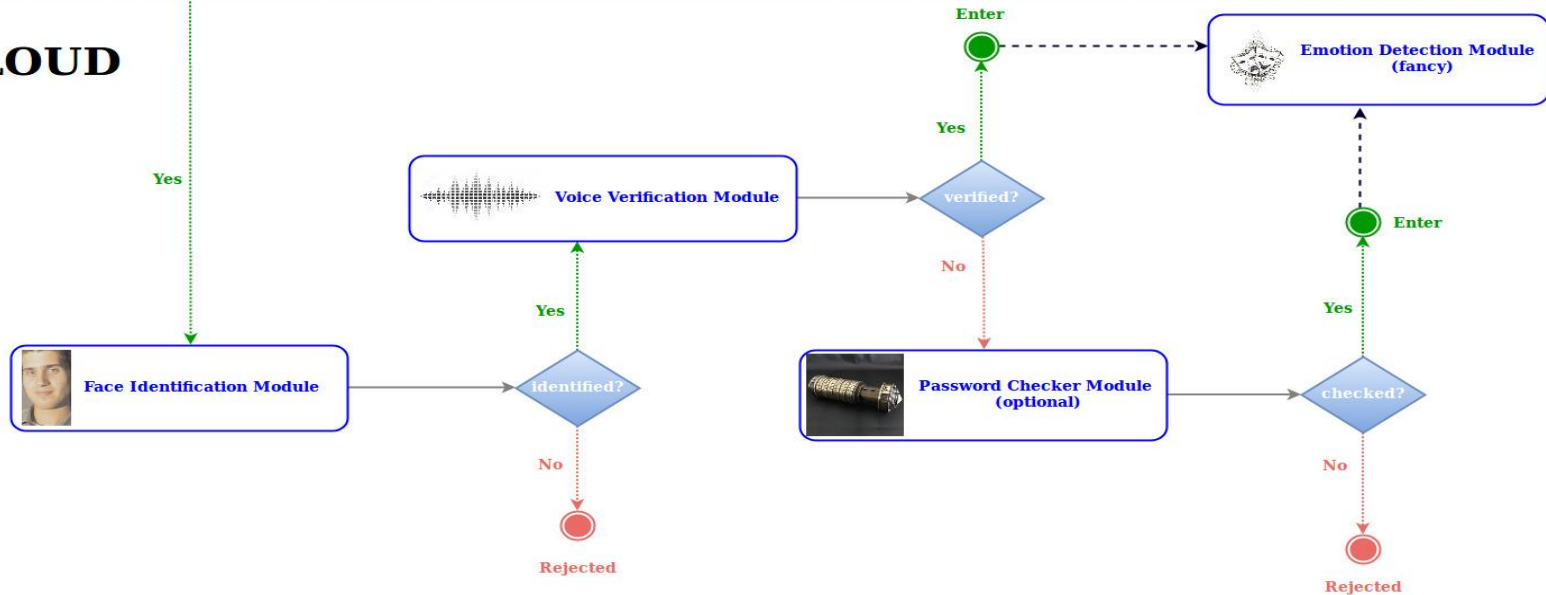 Enter
Emotion Detection Module
(fancy)
Yes
Yes
Voice Verification Module
verified?
Enter
No
Yes
Yes
Face Identification Module
identified?
Password Checker Module
(optional)
checked?
No
No
Rejected
Rejected